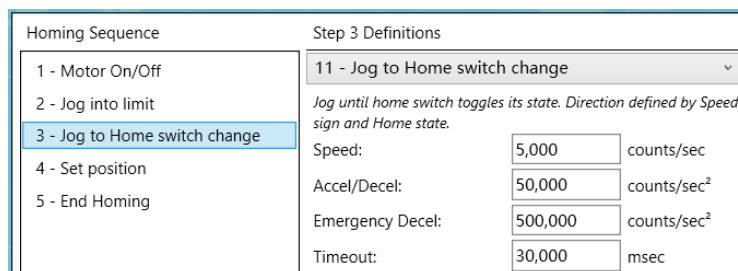 Homing Sequence
1 - Motor On/Off
2 - Jog into limit
3 - Jog to Home switch change
4 - Set position
5 - End Homing
Step 3 Definitions
11 - Jog to Home switch change
Jog until home switch toggles its state. Direction defined by Speed
sign and Home state.
Speed: 5,000 counts/sec
Accel/Decel: 50,000 counts/sec²
Emergency Decel: 500,000 counts/sec²
Timeout: 30,000 msec